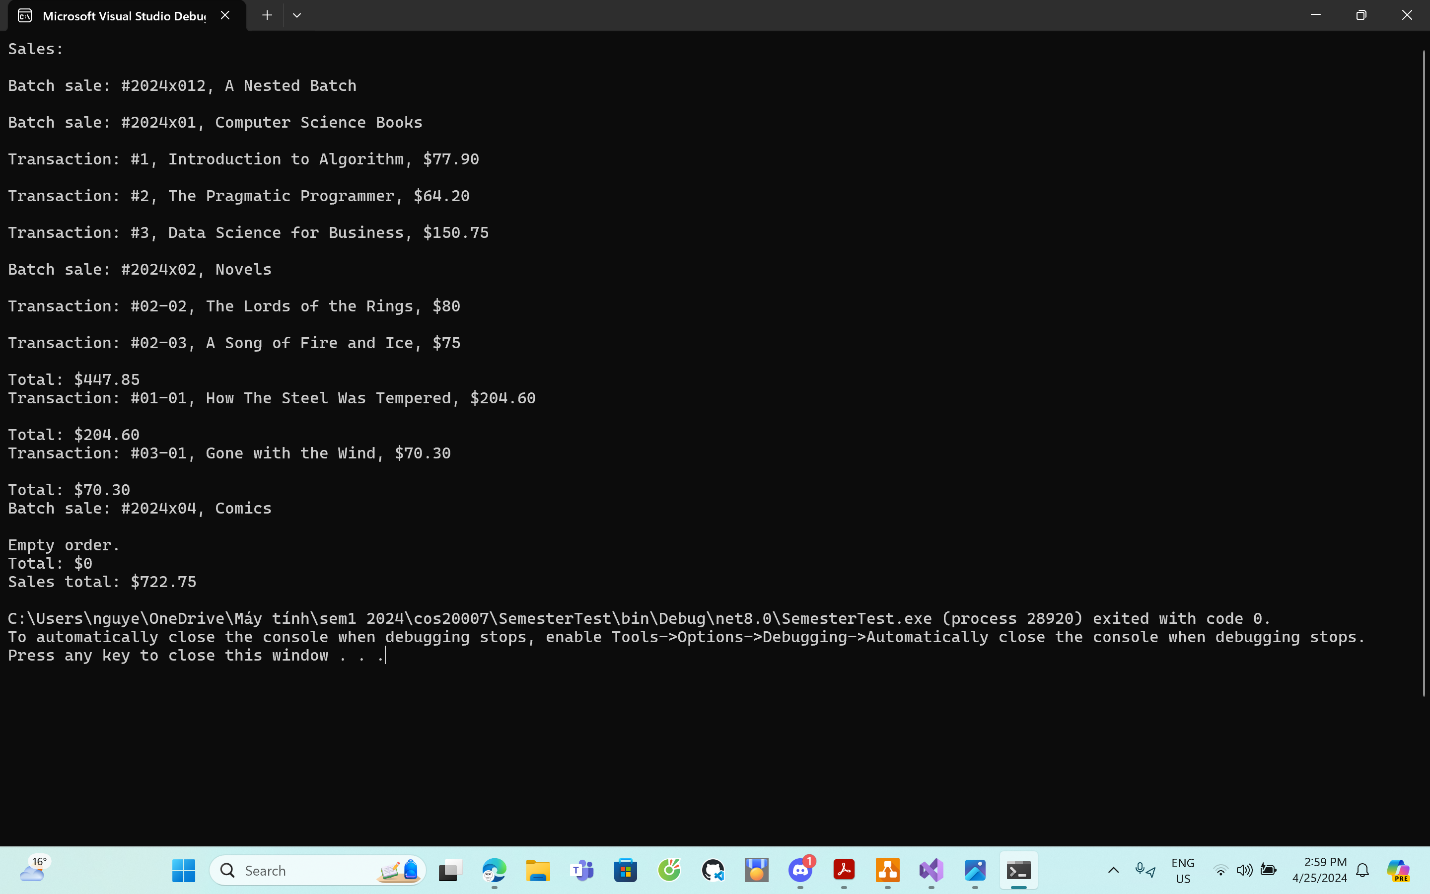 Microsoft Visual Studio Debug
Sales:
Batch sale: #2024x012, A Nested Batch
Batch sale: #2024x01, Computer Science Books
Transaction: #1, Introduction to Algorithm, $77.90
Transaction: #2, The Pragmatic Programmer, $64.20
Transaction: #3, Data Science for Business, $150.75
Batch sale: #2024x02, Novels
Transaction: #02-02, The Lords of the Rings, $80
Transaction: #02-03, A Song of Fire and Ice, $75
Total: $447.85
Transaction: #01-01, How The Steel Was Tempered, $204.60
Total: $204.60
Transaction: #03-01, Gone with the Wind, $70.30
Total: $70.30
Batch sale: #2024x04, Comics
Empty order.
Total: $0
Sales total: $722.75
C:\Users\nguye\OneDrive\Máy tính\sem1 2024\cos20007\SemesterTest\bin\Debug\net8.0\SemesterTest.exe (process 28920) exited with code 0.
To automatically close the console when debugging stops, enable Tools->Options->Debugging->Automatically close the console when debugging stops.
Press any key to close this window . . .
16°
Search
1
ENG
US
2:59 PM
4/25/2024
PRE